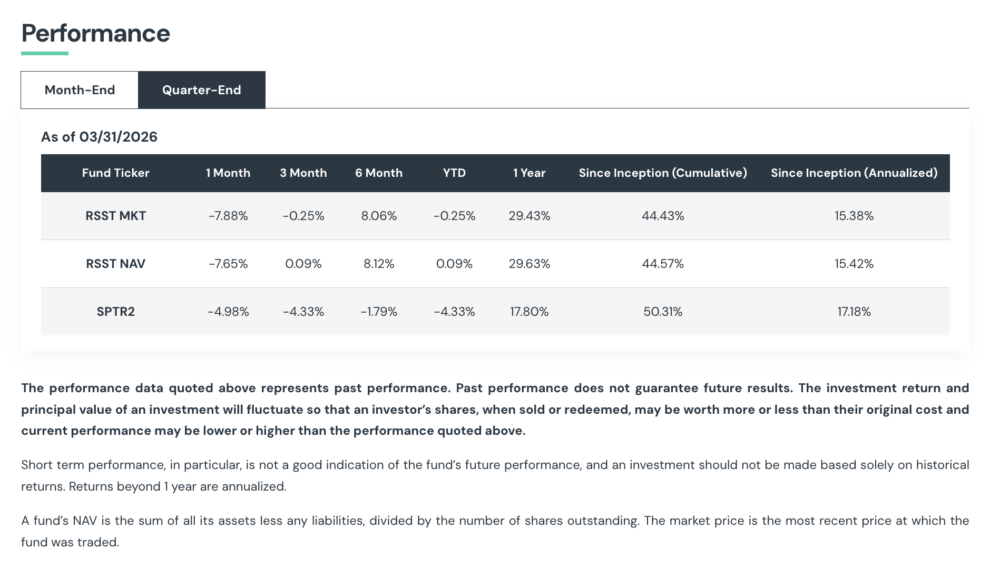 Performance
Month-End Quarter-End
As of 03/31/2026
Fund Ticker 1 Month 3 Month 6 Month YTD 1 Year Since Inception (Cumulative) Since Inception (Annualized)
RSST MKT -7.88% -0.25% 8.06% -0.25% 29.43% 44.43% 15.38%
RSST NAV -7.65% 0.09% 8.12% 0.09% 29.63% 44.57% 15.42%
SPTR2 -4.98% -4.33% -1.79% -4.33% 17.80% 50.31% 17.18%
The performance data quoted above represents past performance. Past performance does not guarantee future results. The investment return and
principal value of an investment will fluctuate so that an investor’s shares, when sold or redeemed, may be worth more or less than their original cost and
current performance may be lower or higher than the performance quoted above.
Short term performance, in particular, is not a good indication of the fund’s future performance, and an investment should not be made based solely on historical
returns. Returns beyond 1 year are annualized.
A fund’s NAV is the sum of all its assets less any liabilities, divided by the number of shares outstanding. The market price is the most recent price at which the
fund was traded.